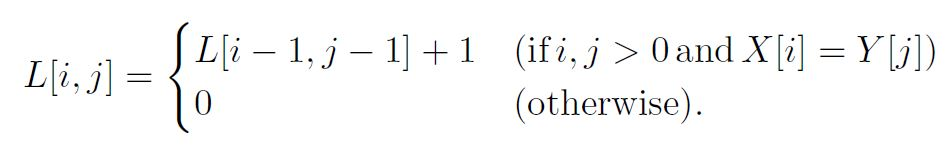 L[i, j] = { L[i − 1, j − 1] + 1 (if i, j > 0 and X[i] = Y[j])
0 (otherwise).